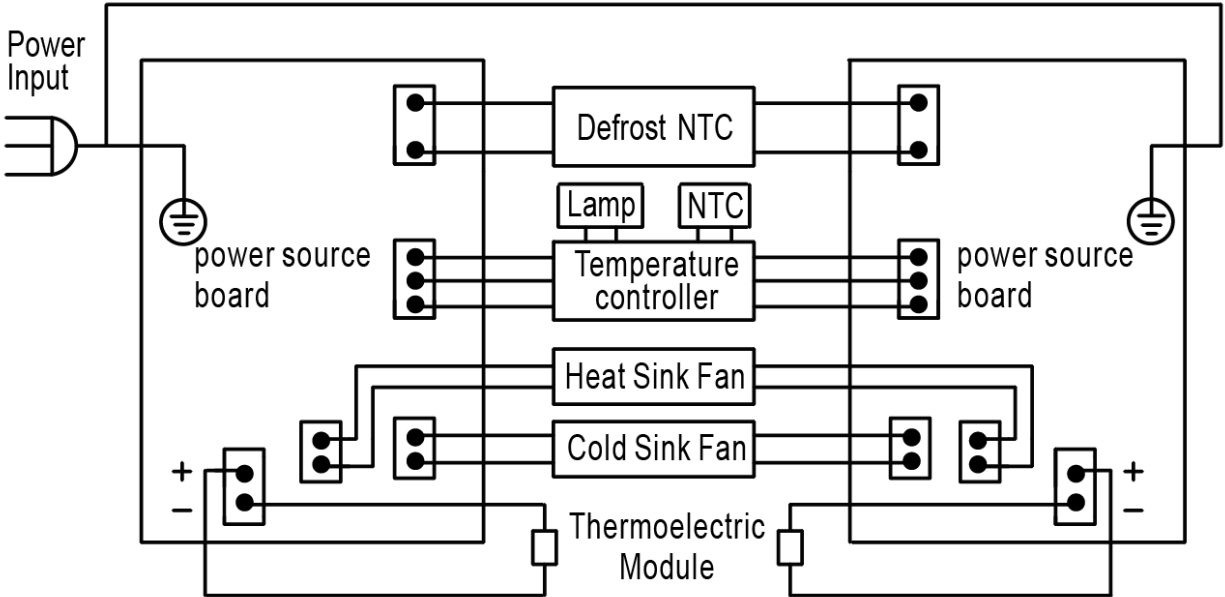 Power
Input
Defrost NTC
Lamp
NTC
power source
board
Temperature
controller
power source
board
Heat Sink Fan
Cold Sink Fan
+
−
+
−
Thermoelectric
Module